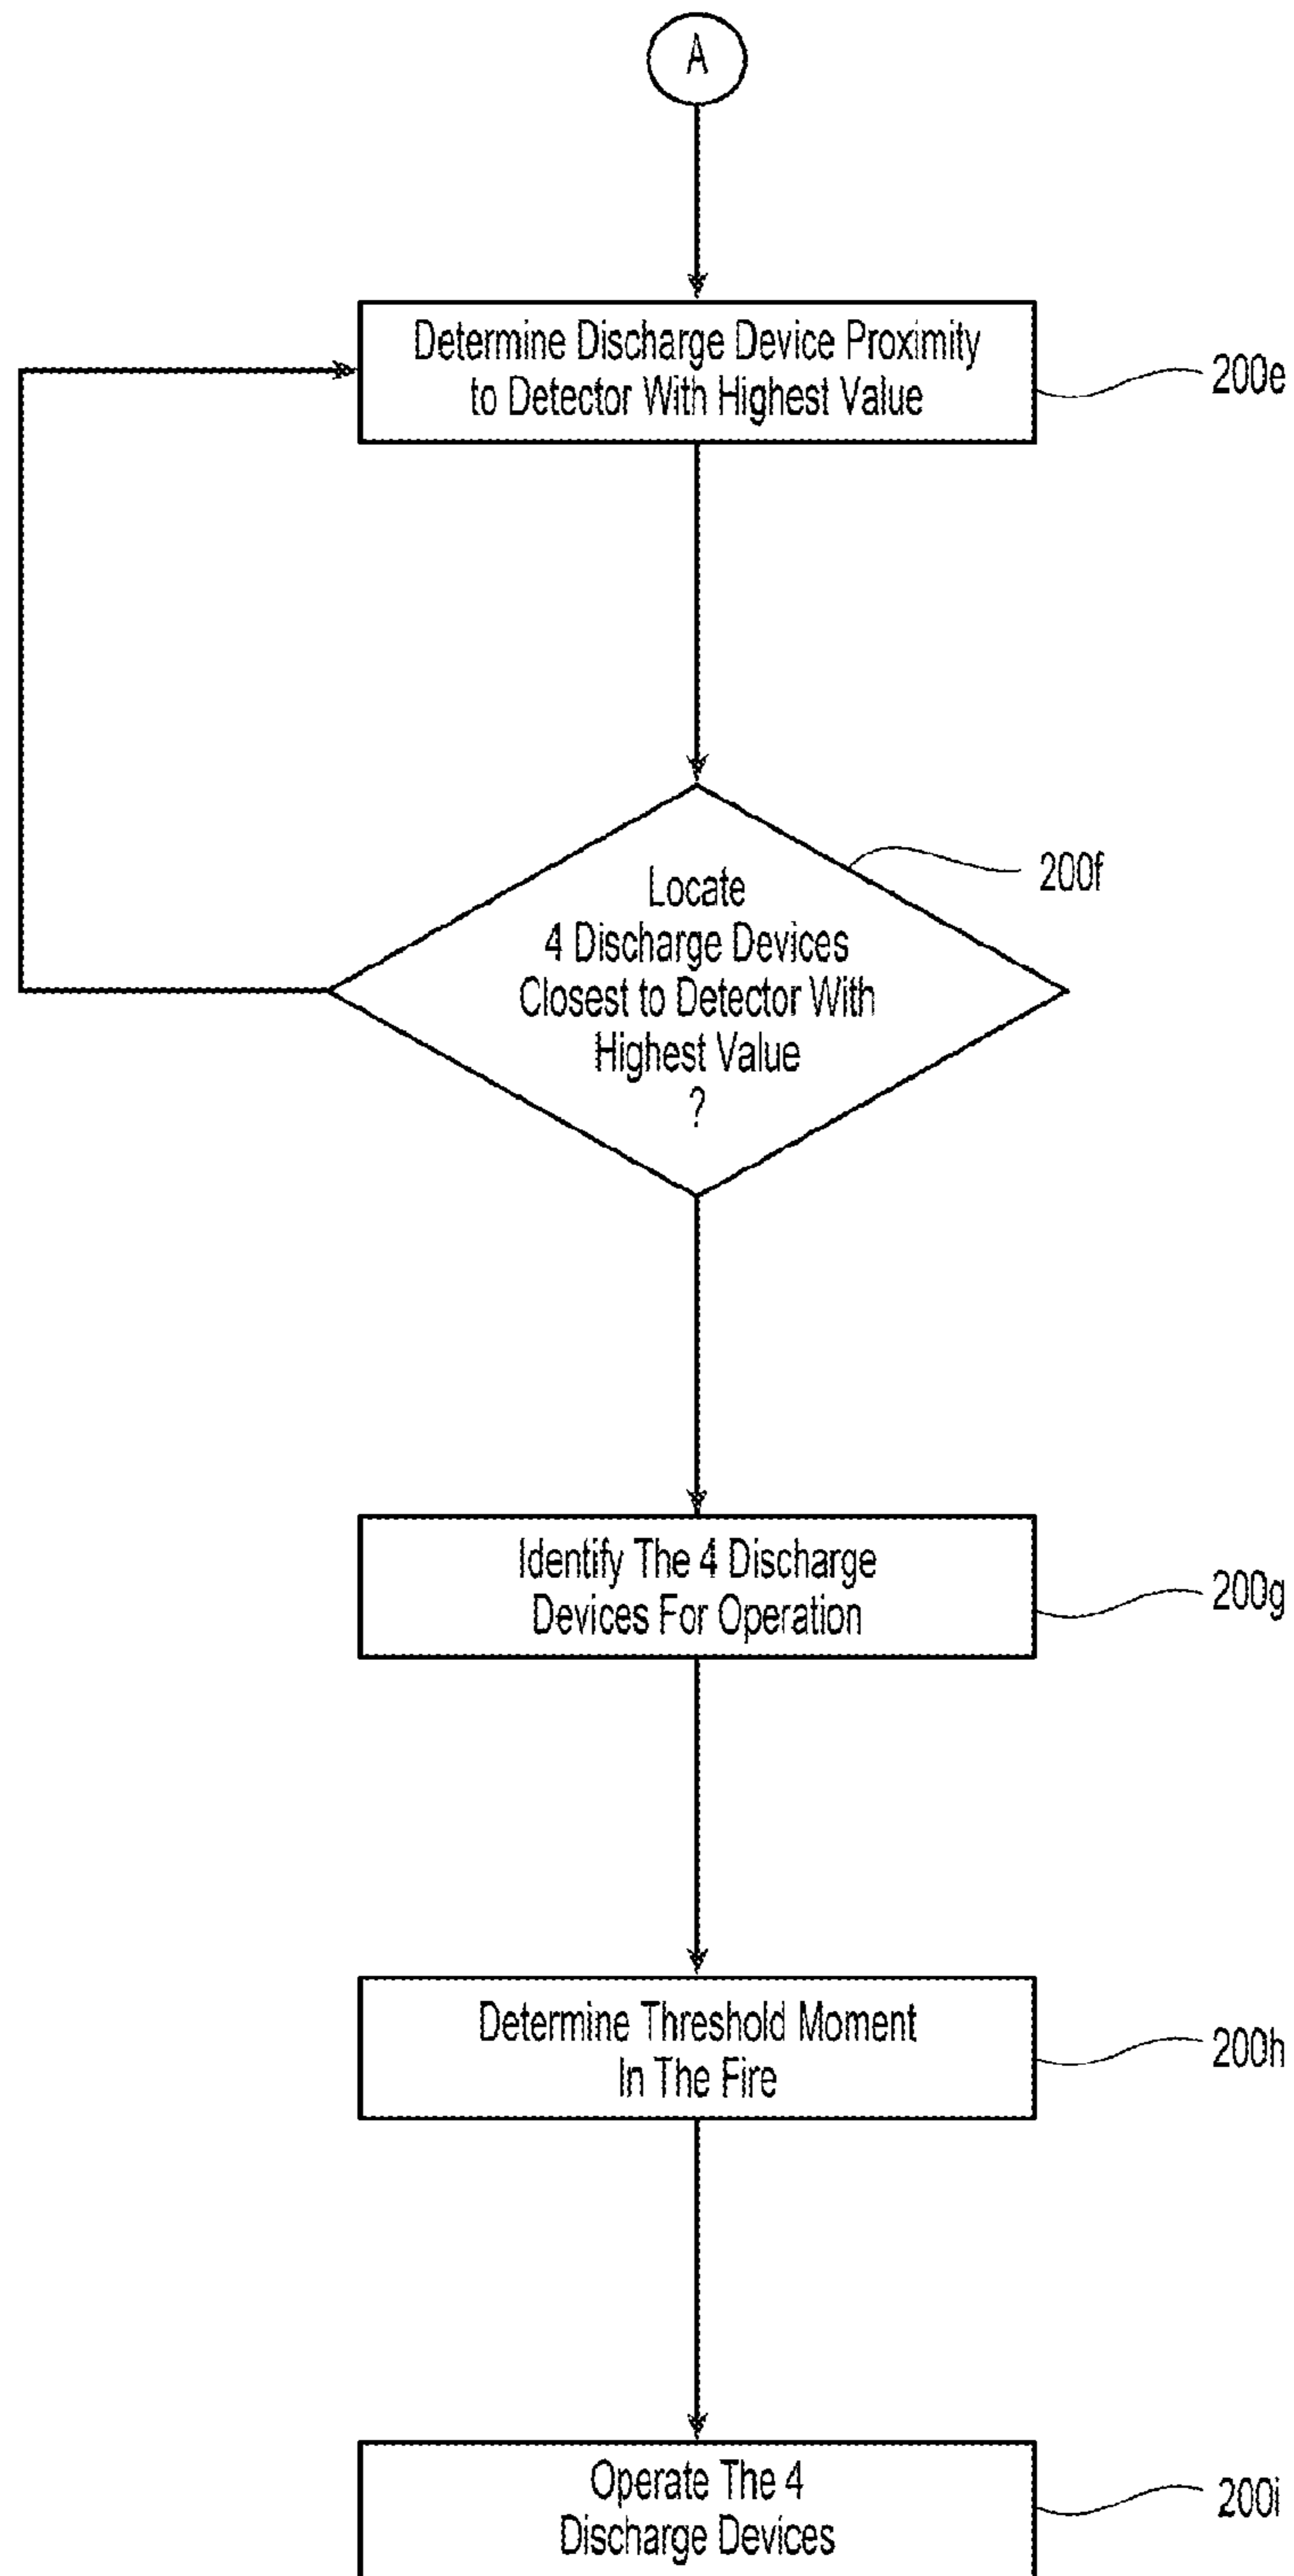 A
Determine Discharge Device Proximity
to Detector With Highest Value
200e
Locate
4 Discharge Devices
Closest to Detector With
Highest Value
?
200f
Identify The 4 Discharge
Devices For Operation
200g
Determine Threshold Moment
In The Fire
200h
Operate The 4
Discharge Devices
200i